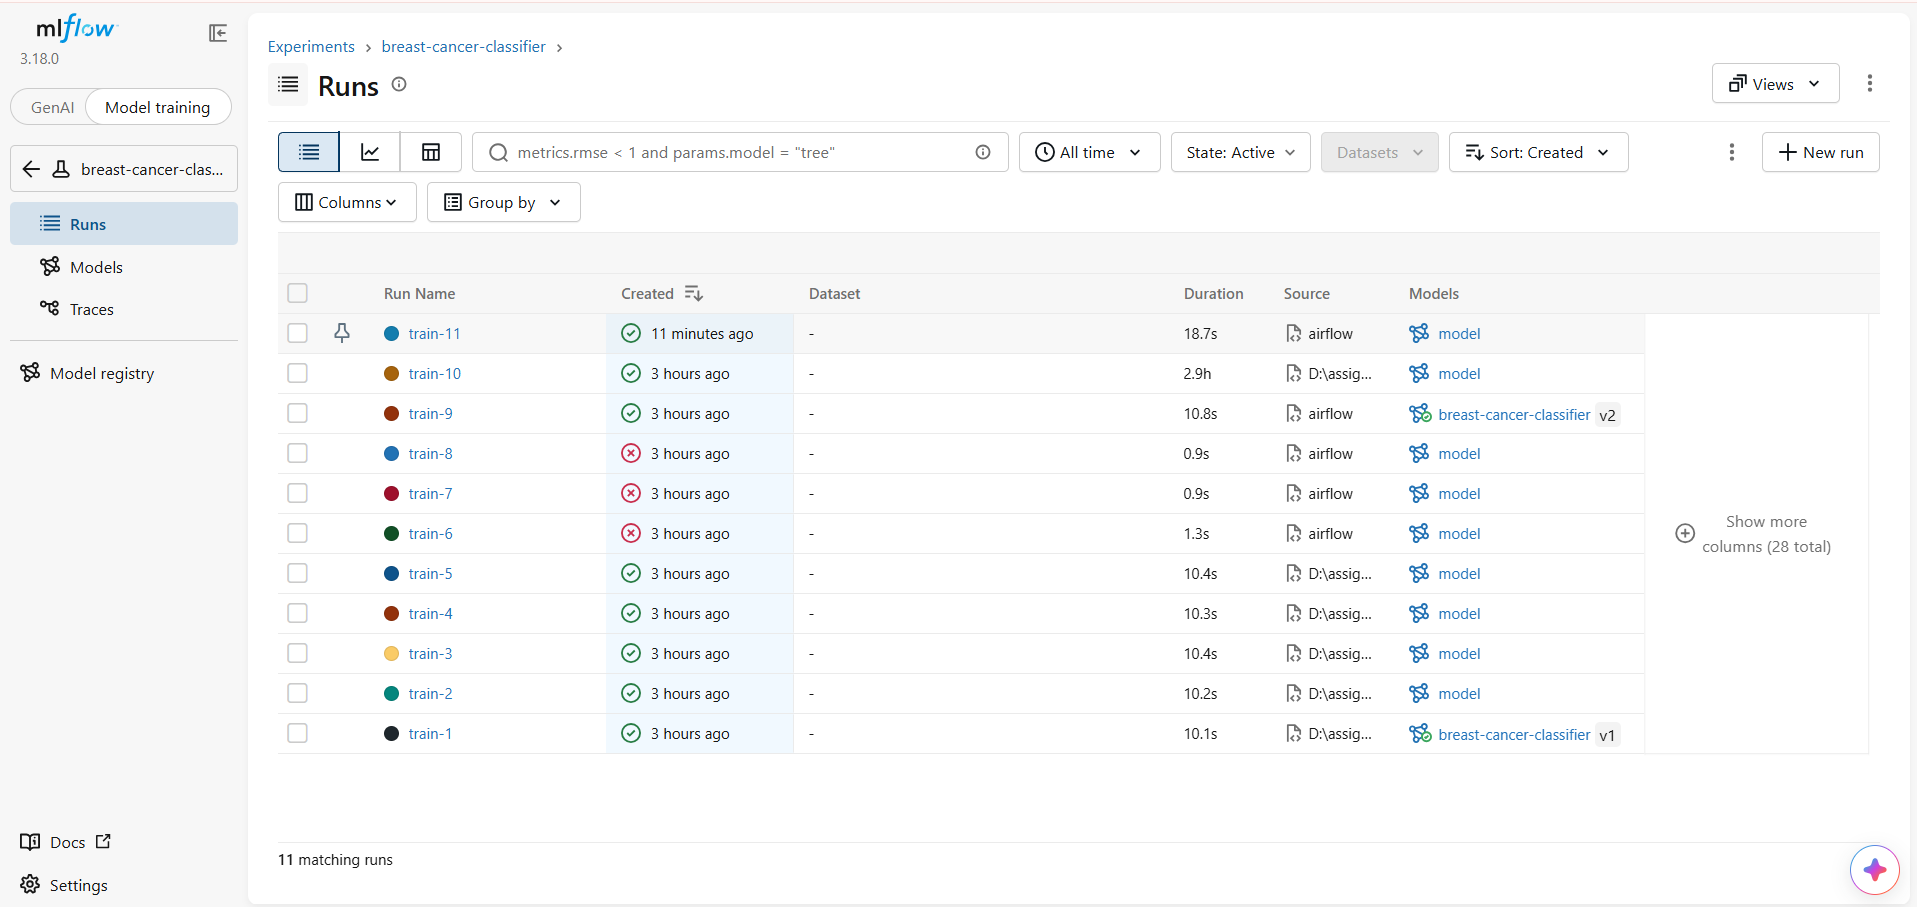 mlflow
3.18.0
GenAI Model training
breast-cancer-clas...
Runs
Models
Traces
Model registry
Docs
Settings
Experiments > breast-cancer-classifier >
Runs
Views
metrics.rmse < 1 and params.model = "tree"
All time
State: Active
Datasets
Sort: Created
New run
Columns
Group by
Run Name Created Dataset Duration Source Models
train-11 11 minutes ago - 18.7s airflow model
train-10 3 hours ago - 2.9h D:\assig... model
train-9 3 hours ago - 10.8s airflow breast-cancer-classifier v2
train-8 3 hours ago - 0.9s airflow model
train-7 3 hours ago - 0.9s airflow model
train-6 3 hours ago - 1.3s airflow model
train-5 3 hours ago - 10.4s D:\assig... model
train-4 3 hours ago - 10.3s D:\assig... model
train-3 3 hours ago - 10.4s D:\assig... model
train-2 3 hours ago - 10.2s D:\assig... model
train-1 3 hours ago - 10.1s D:\assig... breast-cancer-classifier v1
Show more
columns (28 total)
11 matching runs